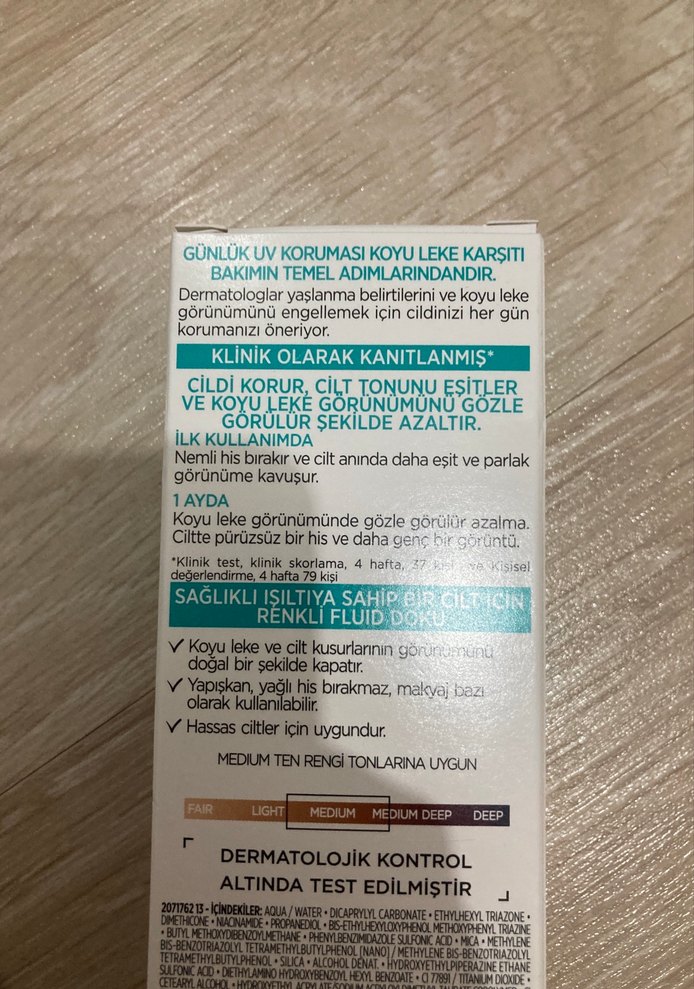 GÜNLÜK UV KORUMASI KOYU LEKE KARŞITI
BAKIMIN TEMEL ADIMLARINDANDIR.
Dermatologlar yaşlanma belirtilerini ve koyu leke
görünümünü engellemek için cildinizi her gün
korumanızı öneriyor.
KLİNİK OLARAK KANITLANMIŞ*
CİLDİ KORUR, CİLT TONUNU EŞİTLER
VE KOYU LEKE GÖRÜNÜMÜNÜ GÖZLE
GÖRÜLÜR ŞEKİLDE AZALTIR.
İLK KULLANIMDA
Nemli his bırakır ve cilt anında daha eşit ve parlak
görünüme kavuşur.
1 AYDA
Koyu leke görünümünde gözle görülür azalma.
Ciltte pürüzsüz bir his ve daha genç bir görüntü.
*Klinik test, klinik skorlama, 4 hafta, 37 kişi ve Kişisel
değerlendirme, 4 hafta 79 kişi
SAĞLIKLI IŞILTIYA SAHİP BİR CİLT İÇİN
RENKLİ FLUID DOKU
✓ Koyu leke ve cilt kusurlarının görünümünü
doğal bir şekilde kapatır.
✓ Yapışkan, yağlı his bırakmaz, makyaj bazı
olarak kullanılabilir.
✓ Hassas ciltler için uygundur.
MEDIUM TEN RENGİ TONLARINA UYGUN
FAIR LIGHT MEDIUM MEDIUM DEEP DEEP
DERMATOLOJİK KONTROL
ALTINDA TEST EDİLMİŞTİR
2071762 13 - İÇİNDEKİLER: AQUA / WATER • DICAPRYLYL CARBONATE • ETHYLHEXYL TRIAZONE •
DIMETHICONE • NIACINAMIDE • PROPANEDIOL • BIS-ETHYLHEXYLOXYPHENOL METHOXYPHENYL TRIAZINE
• BUTYL METHOXYDIBENZOYLMETHANE • PHENYLBENZIMIDAZOLE SULFONIC ACID • MICA • METHYLENE
BIS-BENZOTRIAZOLYL TETRAMETHYLBUTYLPHENOL [NANO] / METHYLENE BIS-BENZOTRIAZOLYL
TETRAMETHYLBUTYLPHENOL • SILICA • ALCOHOL DENAT. • HYDROXYETHYLPIPERAZINE ETHANE
SULFONIC ACID • DIETHYLAMINO HYDROXYBENZOYL HEXYL BENZOATE • CI 77891 / TITANIUM DIOXIDE •
CETEARYL ALCOHOL • HYDROXYETHYL ACRYLATE/SODIUM